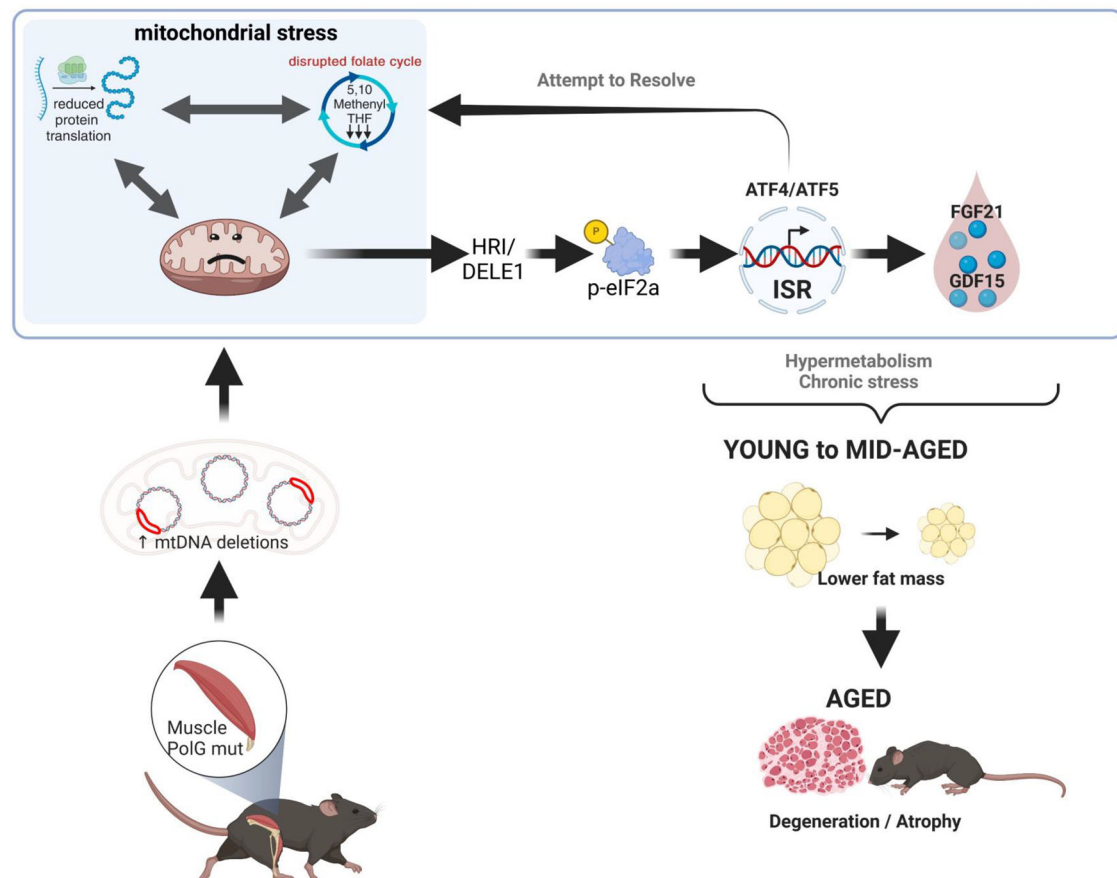 mitochondrial stress
reduced
protein
translation
disrupted folate cycle
5,10
Methenyl
THF
Attempt to Resolve
HRI/
DELE1
P
p-eIF2a
ATF4/ATF5
ISR
FGF21
GDF15
↑ mtDNA deletions
Muscle
PolG mut
Hypermetabolism
Chronic stress
YOUNG to MID-AGED
Lower fat mass
AGED
Degeneration / Atrophy